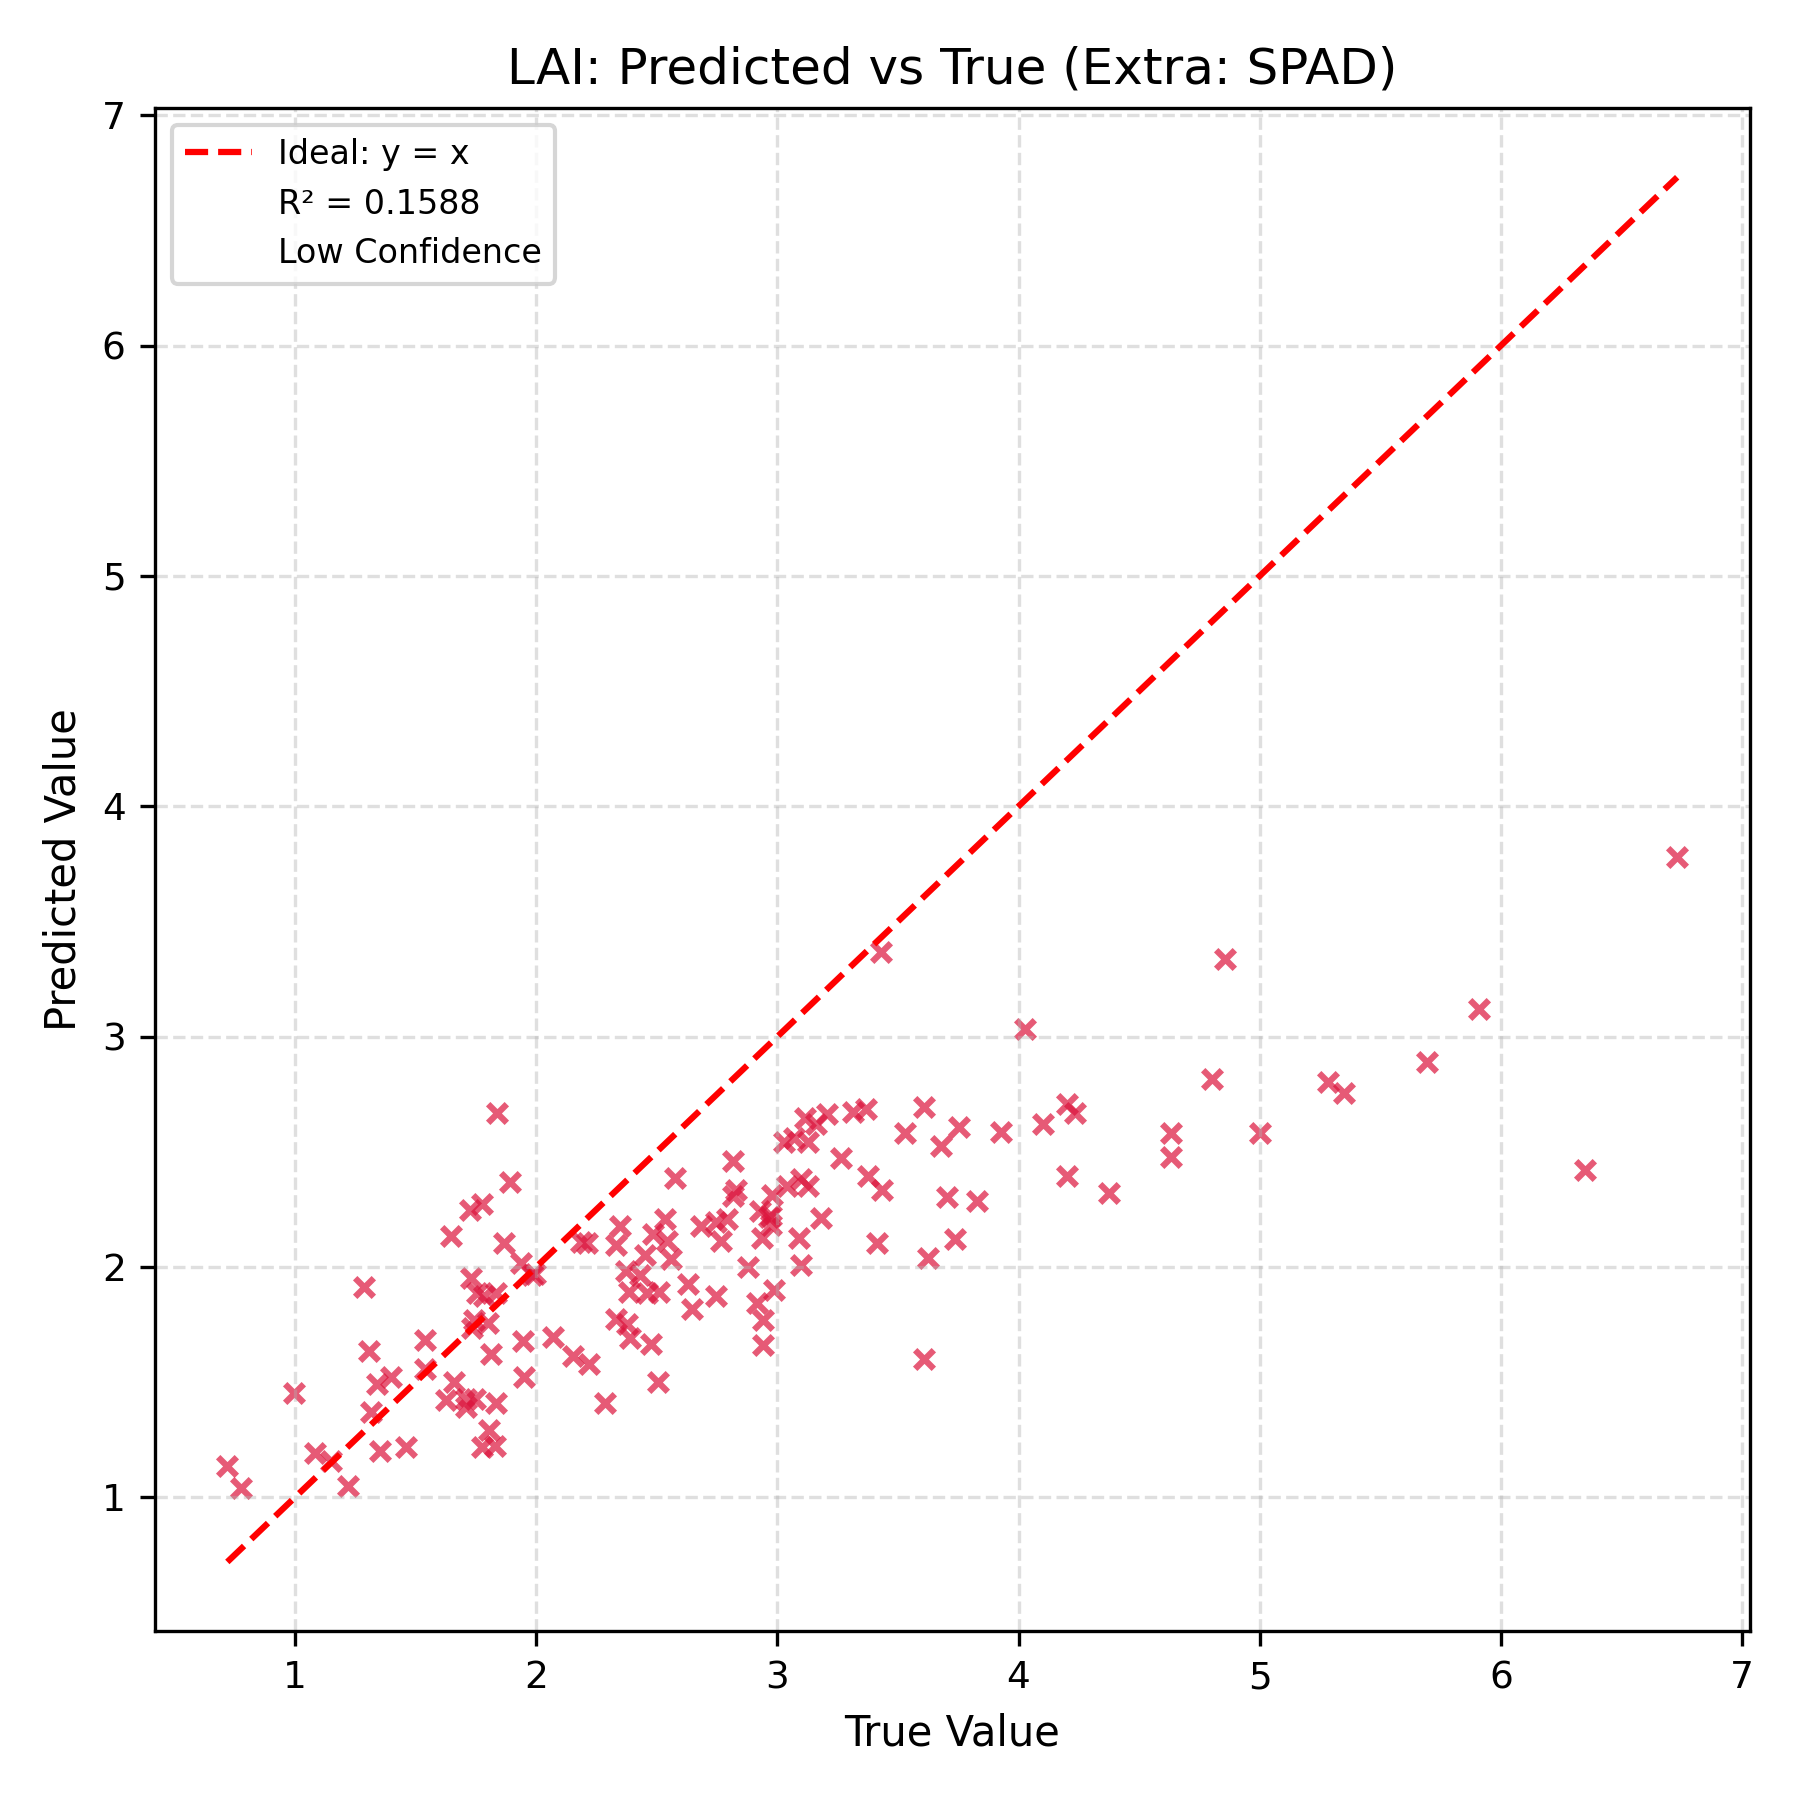 LAI: Predicted vs True (Extra: SPAD)
Ideal: y = x
R² = 0.1588
Low Confidence
7
6
5
4
3
2
1
Predicted Value
1 2 3 4 5 6 7
True Value